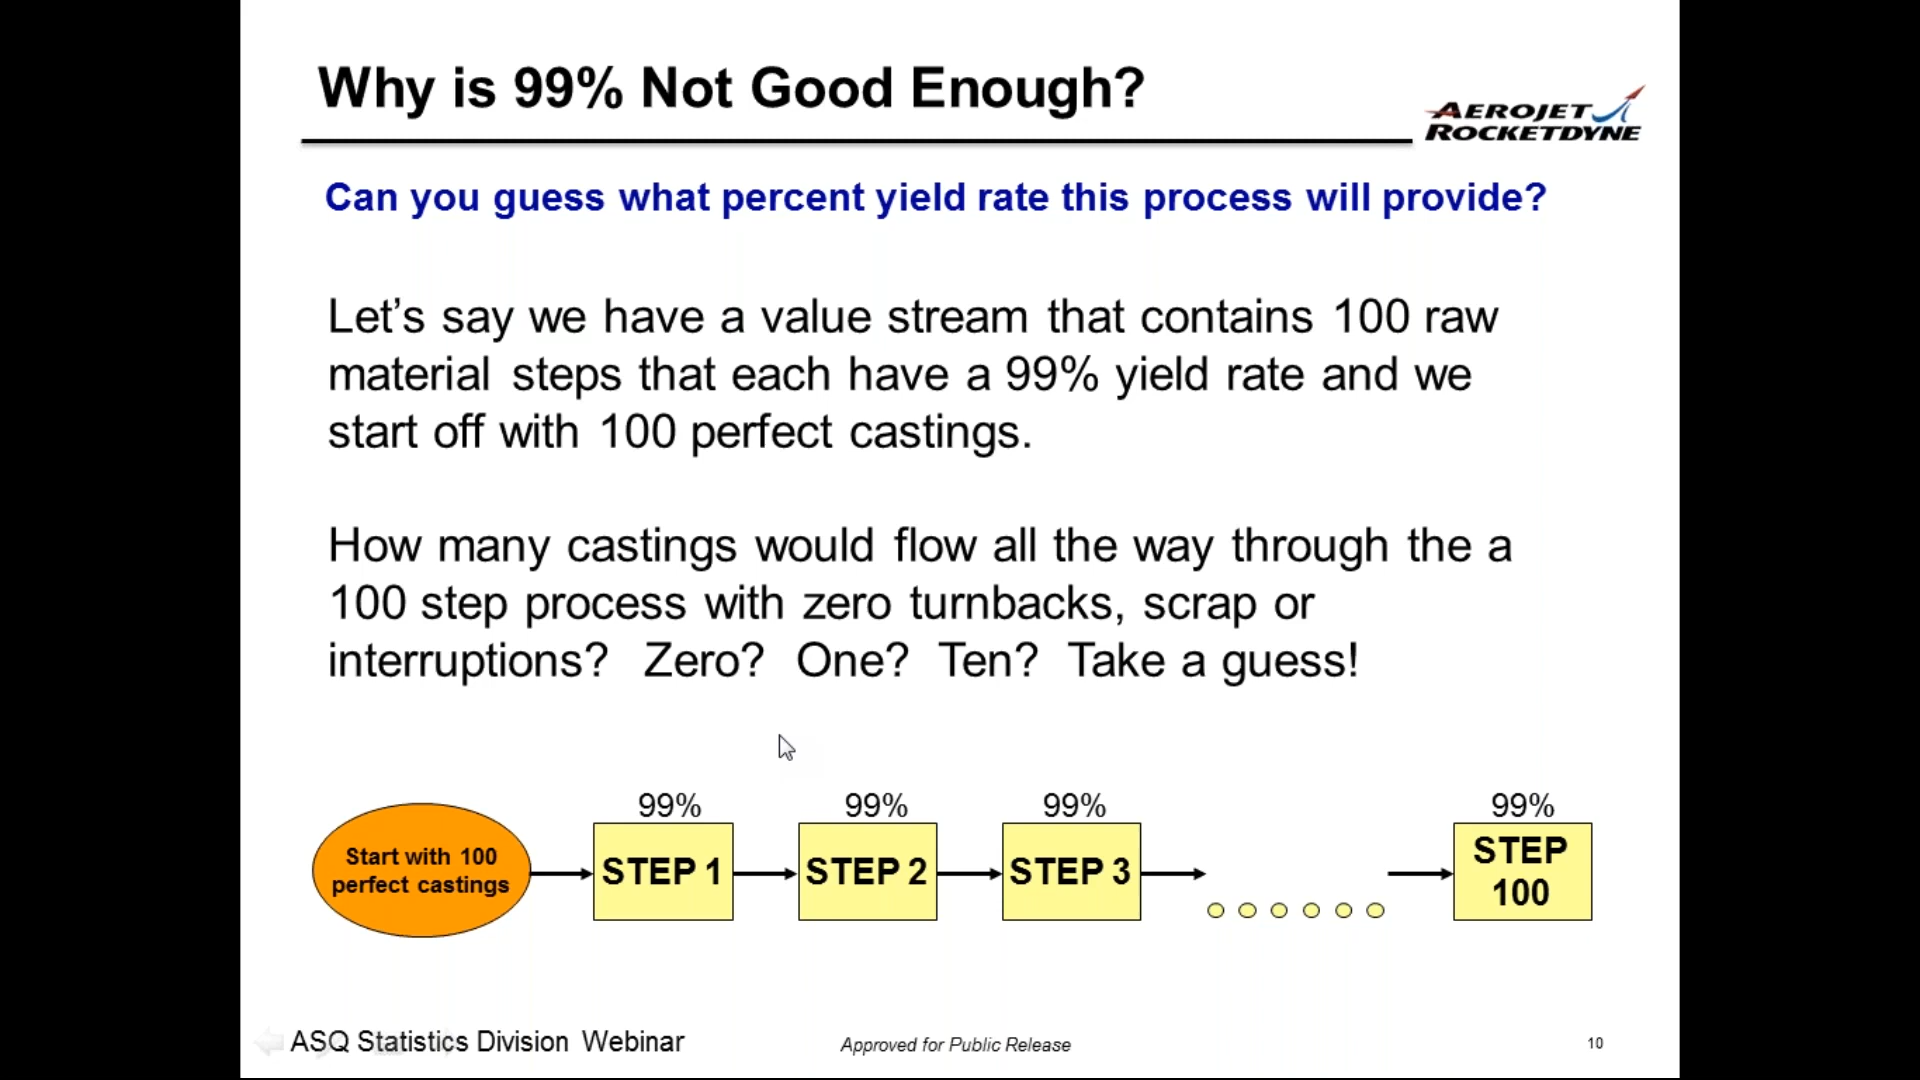 Why is 99% Not Good Enough?
AEROJET
ROCKETDYNE
Can you guess what percent yield rate this process will provide?
Let’s say we have a value stream that contains 100 raw
material steps that each have a 99% yield rate and we
start off with 100 perfect castings.
How many castings would flow all the way through the a
100 step process with zero turnbacks, scrap or
interruptions? Zero? One? Ten? Take a guess!
99% 99% 99% 99%
Start with 100
perfect castings
STEP 1
STEP 2
STEP 3
STEP
100
ASQ Statistics Division Webinar
Approved for Public Release
10